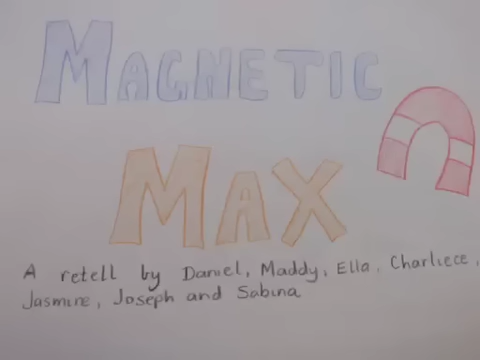 MAGNETIC
MAX
A retell by Daniel, Maddy, Ella, Charliece,
Jasmine, Joseph and Sabina